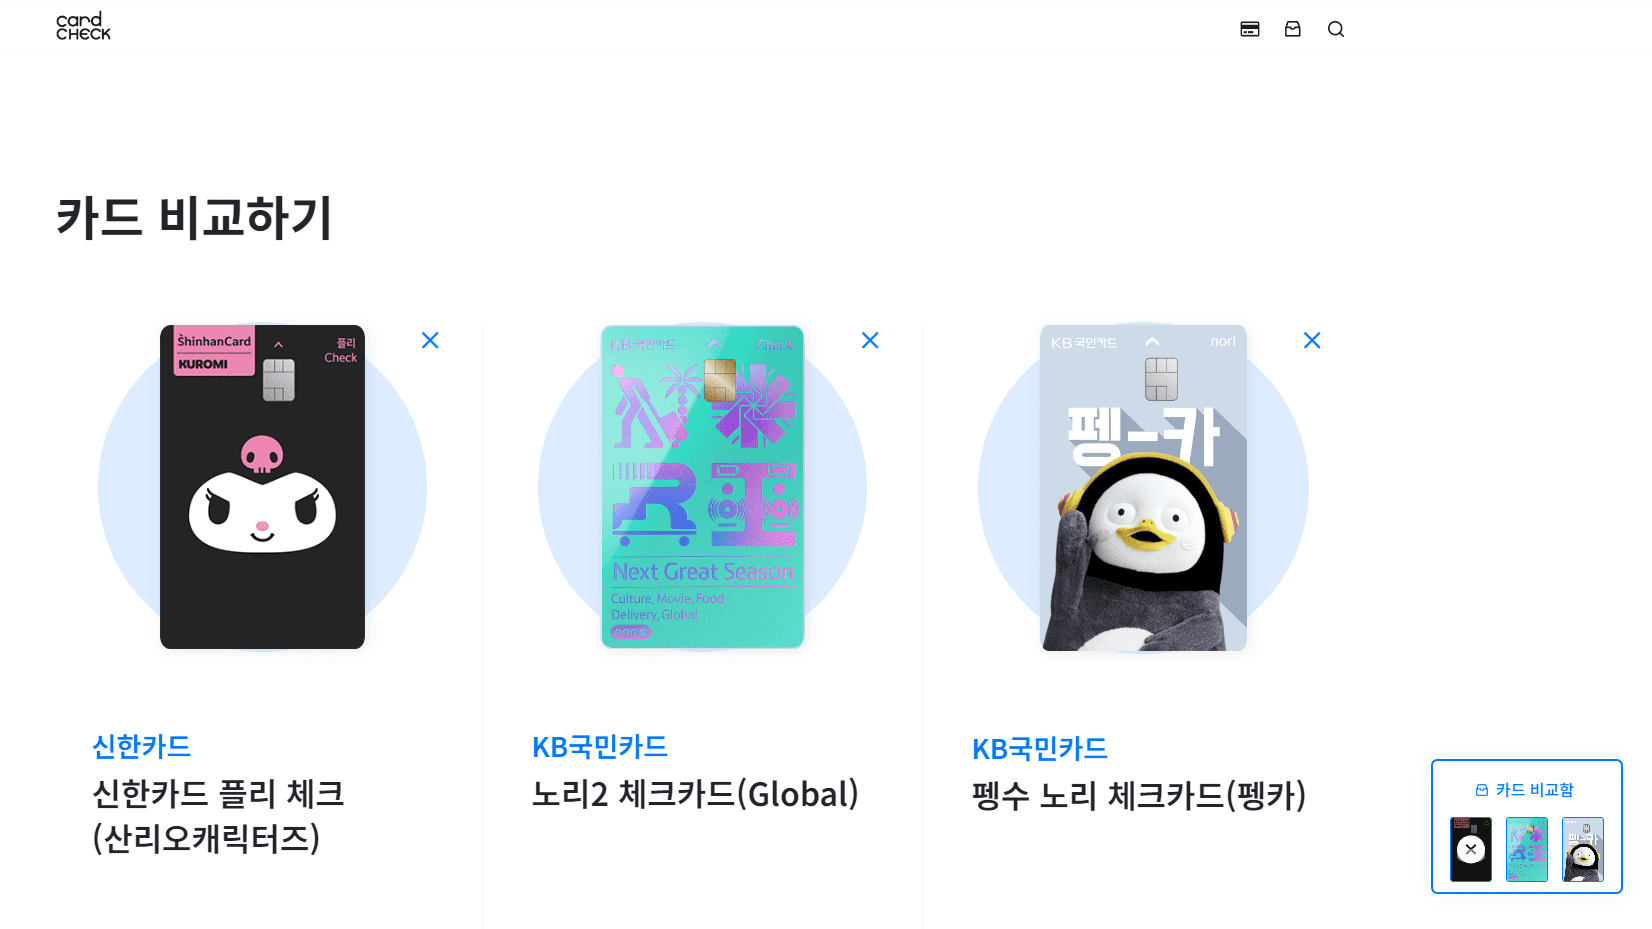 card
CHECK
카드 비교하기
ShinhanCard
KUROMI
플리
Check
KB국민카드
Check
Next Great Season
Culture, Movie, Food
Delivery, Global
nori2
KB국민카드
nori
펭-카
신한카드
신한카드 플리 체크
(산리오캐릭터즈)
KB국민카드
노리2 체크카드(Global)
KB국민카드
펭수 노리 체크카드(펭카)
카드 비교함
펭-카